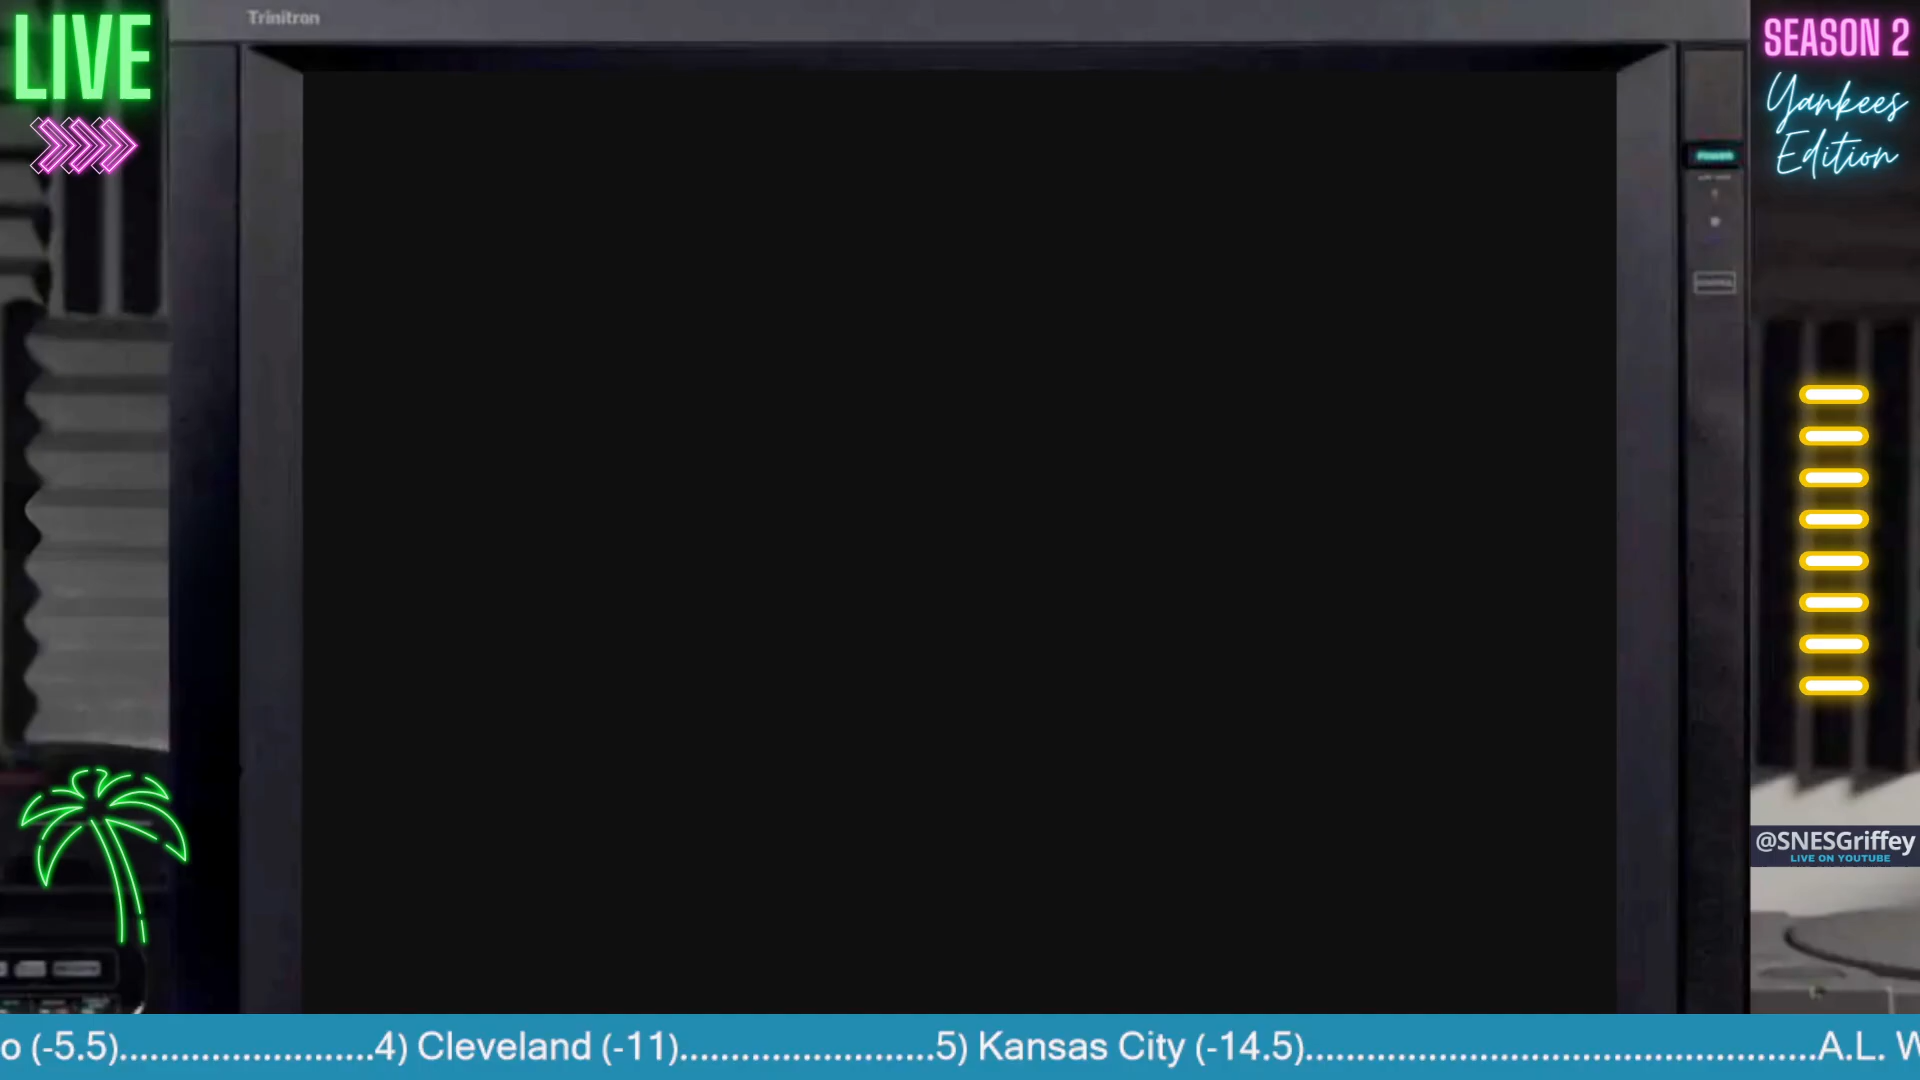 Trinitron
LIVE
SEASON 2
Yankees
Edition
@SNESGriffey
LIVE ON YOUTUBE
o (-5.5).........................4) Cleveland (-11).........................5) Kansas City (-14.5)..................................................A.L. W